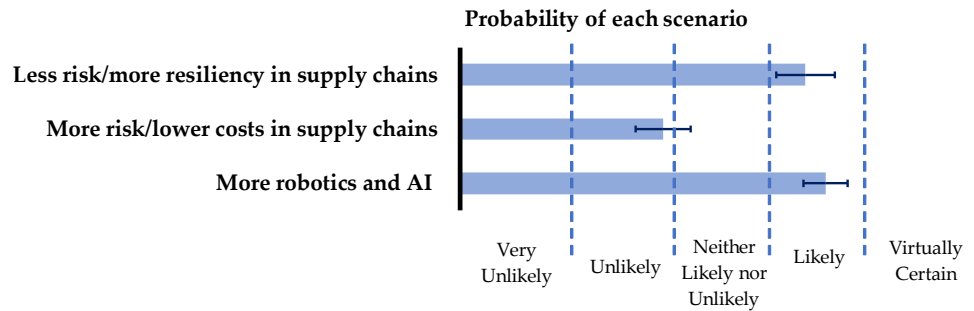 Probability of each scenario
Less risk/more resiliency in supply chains
More risk/lower costs in supply chains
More robotics and AI
Very
Unlikely
Unlikely
Neither
Likely nor
Unlikely
Likely
Virtually
Certain